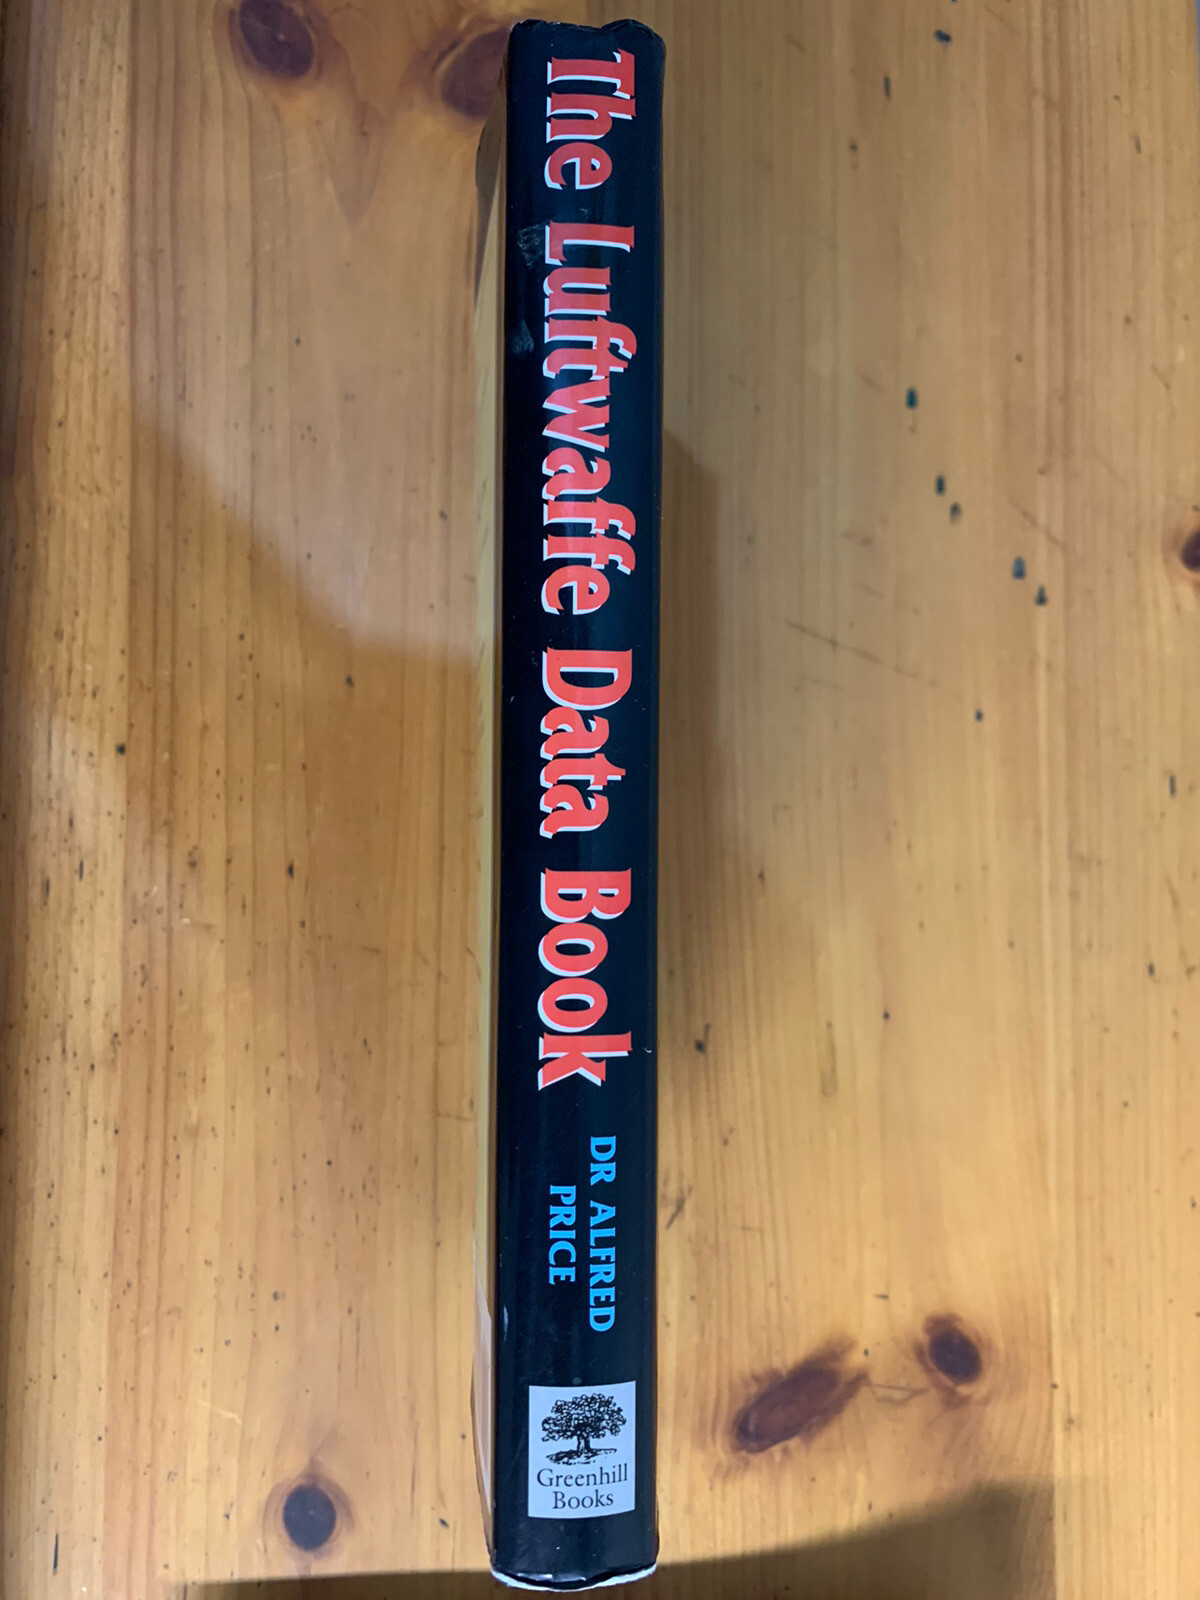 The Luftwaffe Data Book
DR ALFRED
PRICE
Greenhill
Books